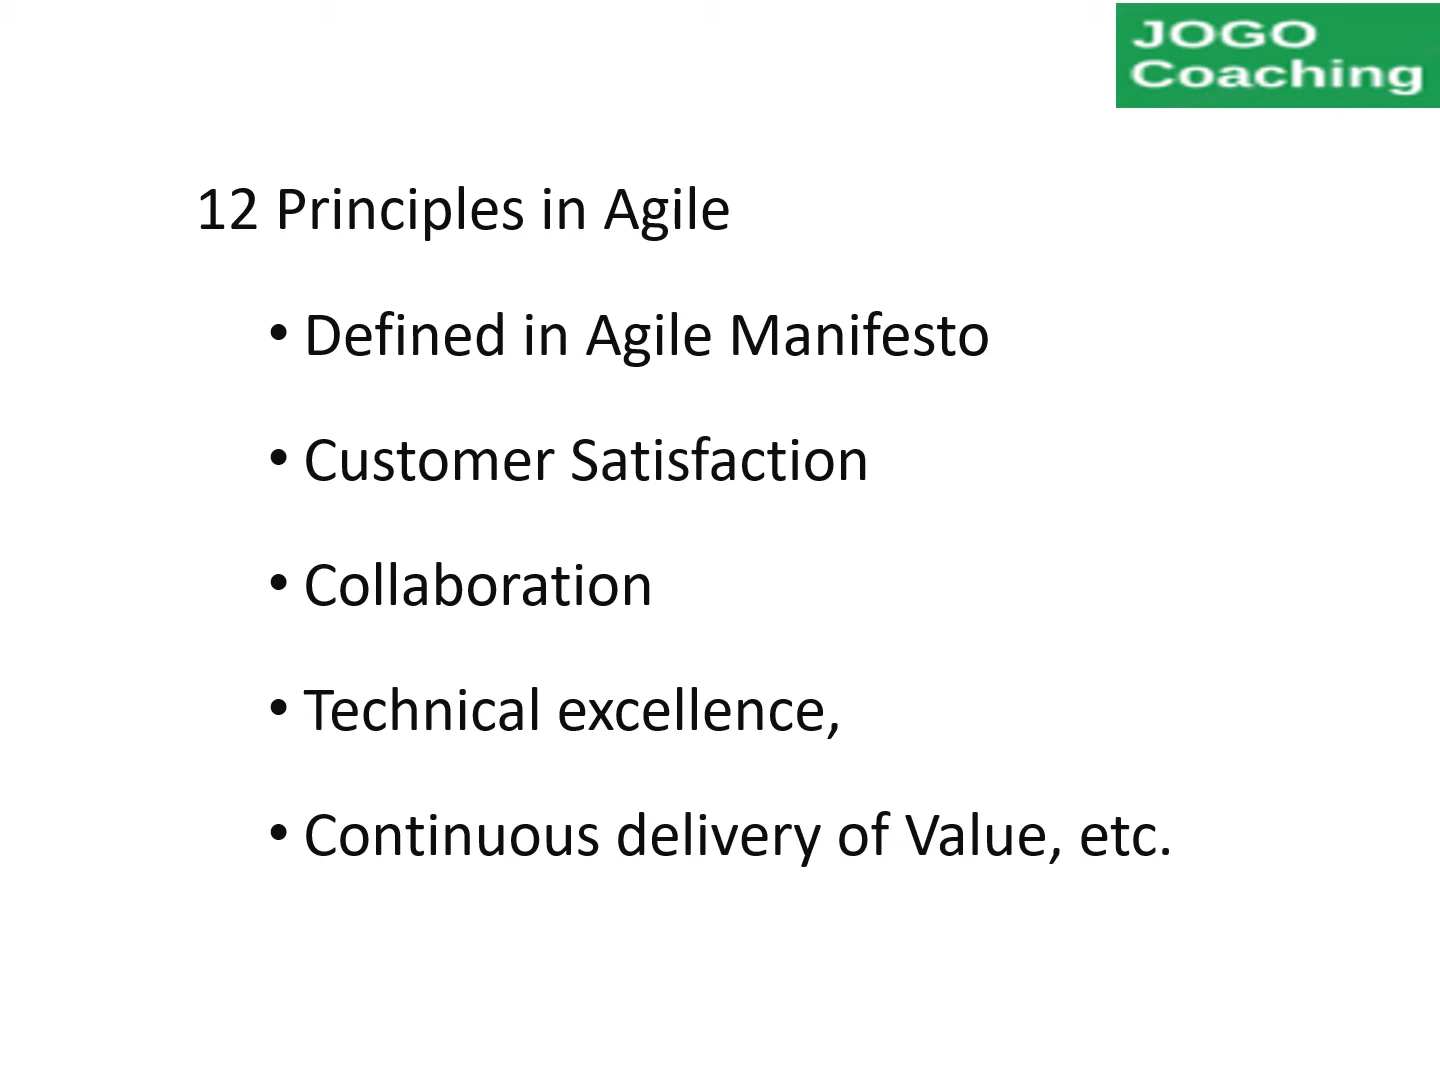 JOGO
Coaching
12 Principles in Agile
• Defined in Agile Manifesto
• Customer Satisfaction
• Collaboration
• Technical excellence,
• Continuous delivery of Value, etc.